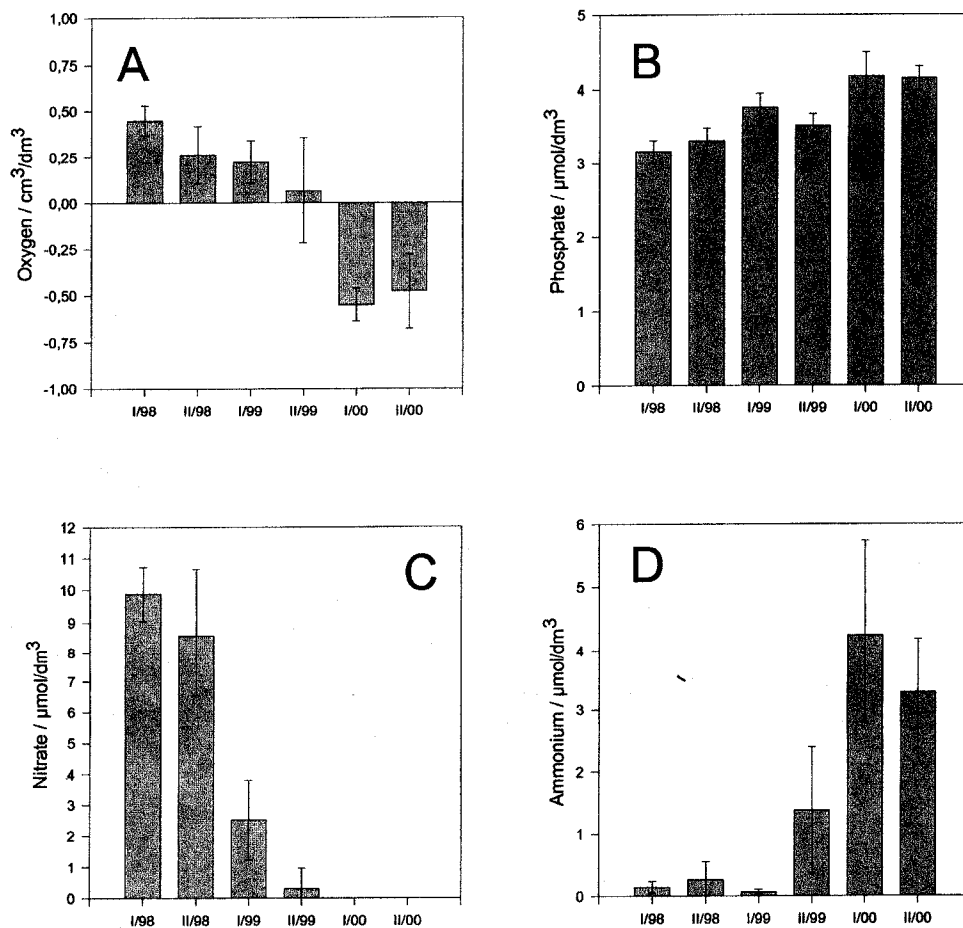 A
Oxygen / cm³/dm³
1,00
0,75
0,50
0,25
0,00
-0,25
-0,50
-0,75
-1,00
I/98 II/98 I/99 II/99 I/00 II/00
B
Phosphate / µmol/dm³
5
4
3
2
1
0
I/98 II/98 I/99 II/99 I/00 II/00
C
Nitrate / µmol/dm³
12
11
10
9
8
7
6
5
4
3
2
1
0
I/98 II/98 I/99 II/99 I/00 II/00
D
Ammonium / µmol/dm³
6
5
4
3
2
1
0
I/98 II/98 I/99 II/99 I/00 II/00